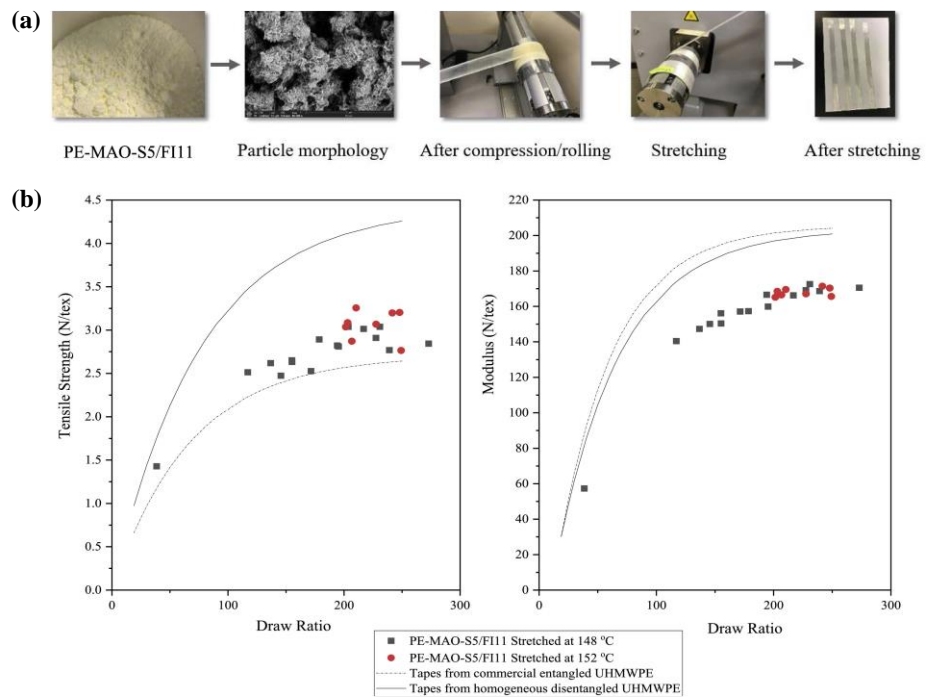 (a)
PE-MAO-S5/FI11
Particle morphology
After compression/rolling
Stretching
After stretching
(b)
4.5
4.0
3.5
3.0
2.5
2.0
1.5
1.0
0.5
0.0
Tensile Strength (N/tex)
0
100
200
300
Draw Ratio
220
200
180
160
140
120
100
80
60
40
20
0
Modulus (N/tex)
0
100
200
300
Draw Ratio
PE-MAO-S5/FI11 Stretched at 148 °C
PE-MAO-S5/FI11 Stretched at 152 °C
Tapes from commercial entangled UHMWPE
Tapes from homogeneous disentangled UHMWPE